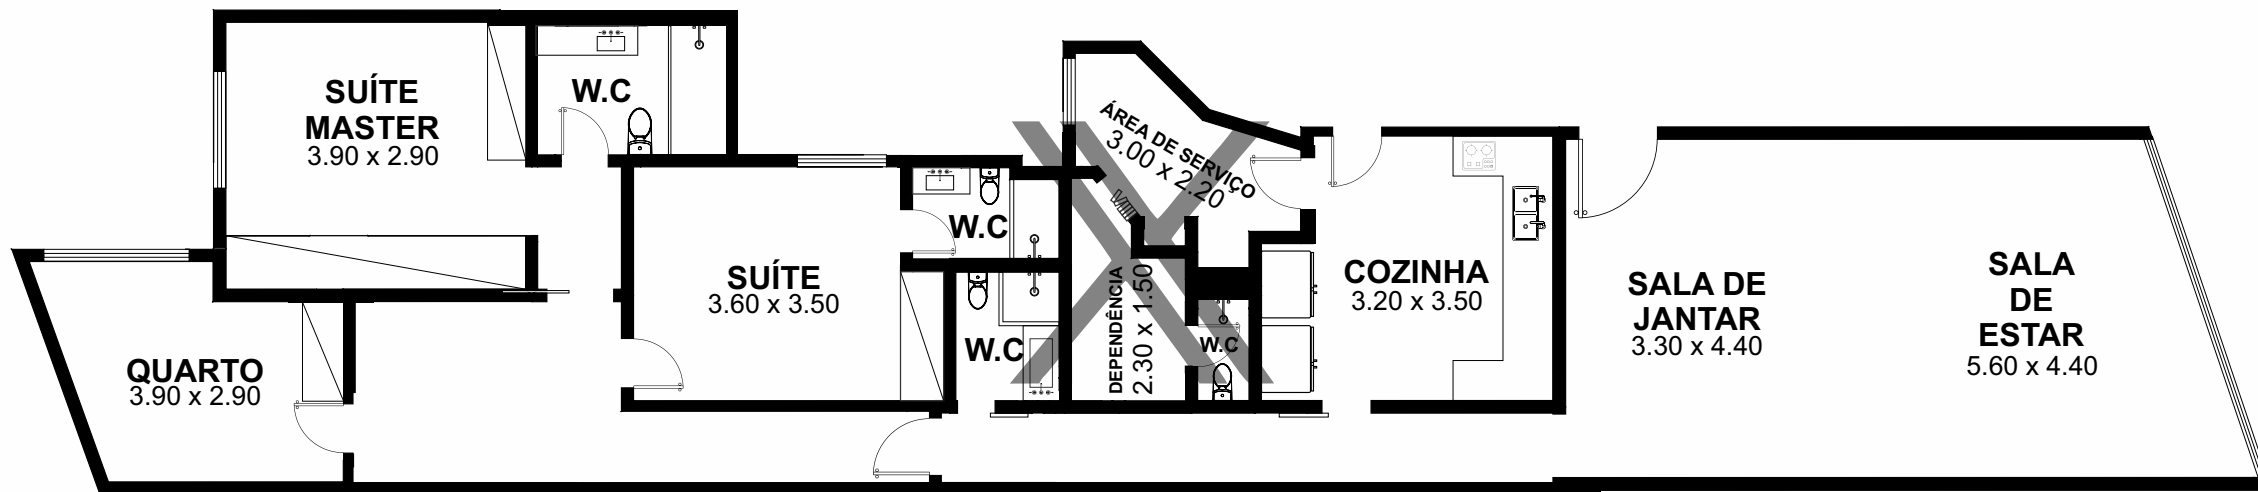 SUÍTE
MASTER
3.90 x 2.90
W.C
ÁREA DE SERVIÇO
3.00 x 2.20
QUARTO
3.90 x 2.90
SUÍTE
3.60 x 3.50
W.C
W.C
DEPENDÊNCIA
2.30 x 1.50
W.C
COZINHA
3.20 x 3.50
SALA DE
JANTAR
3.30 x 4.40
SALA
DE
ESTAR
5.60 x 4.40